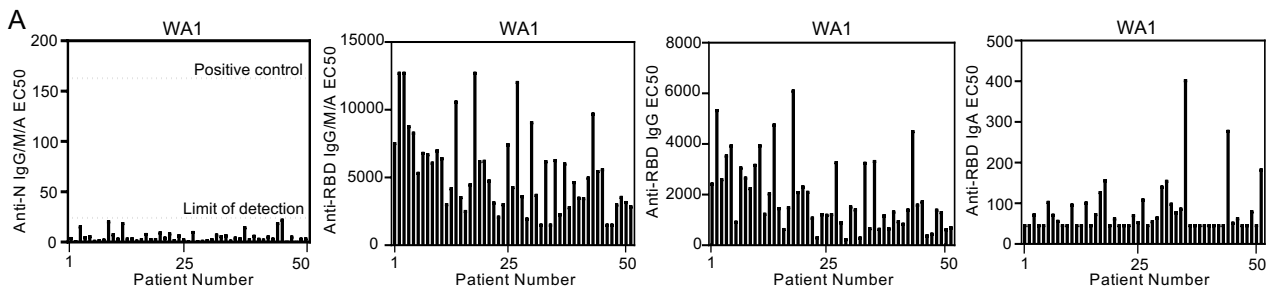 A
WA1
Anti-N IgG/M/A EC50
200
150
100
50
0
Positive control
Limit of detection
1
25
50
Patient Number
WA1
Anti-RBD IgG/M/A EC50
15000
10000
5000
0
1
25
50
Patient Number
WA1
Anti-RBD IgG EC50
8000
6000
4000
2000
0
1
25
50
Patient Number
WA1
Anti-RBD IgA EC50
500
400
300
200
100
0
1
25
50
Patient Number